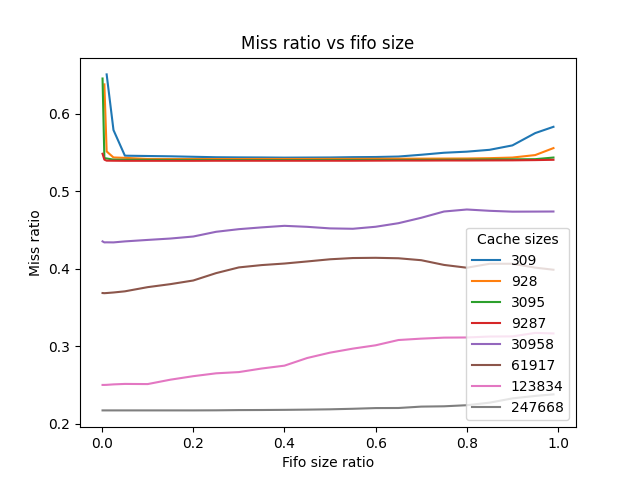 Miss ratio vs fifo size
Miss ratio
0.6
0.5
0.4
0.3
0.2
Cache sizes
309
928
3095
9287
30958
61917
123834
247668
0.0 0.2 0.4 0.6 0.8 1.0
Fifo size ratio